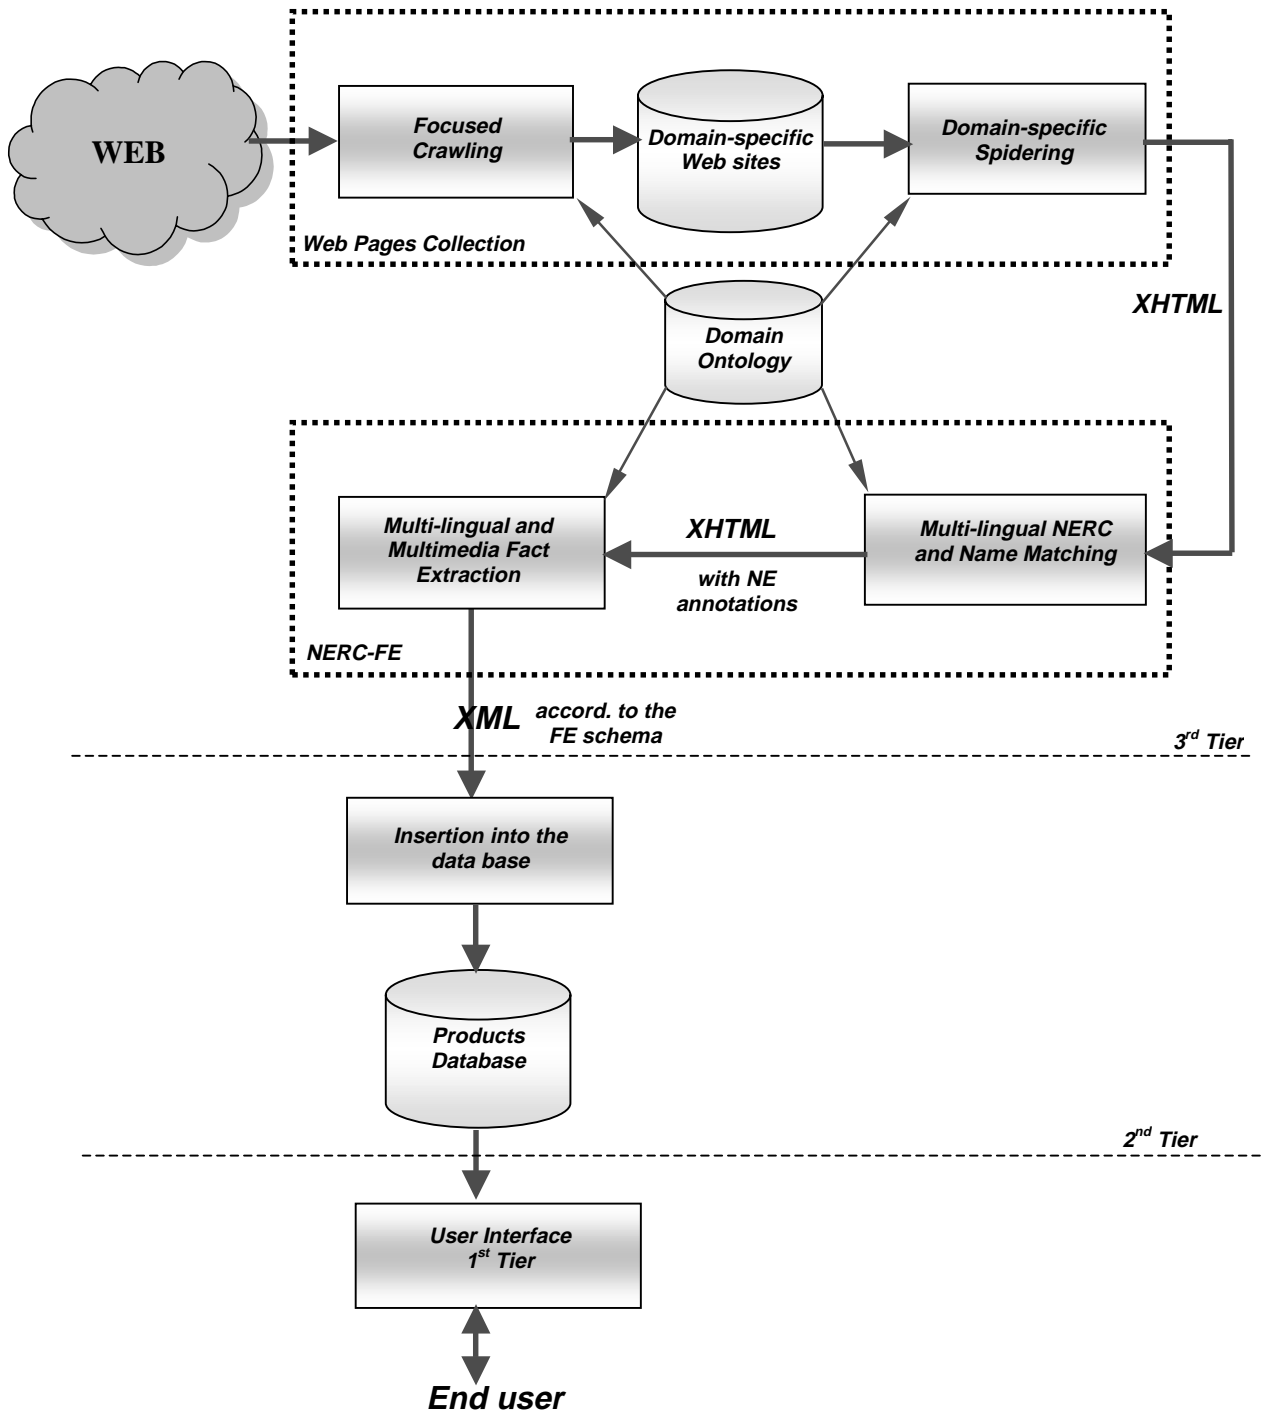 WEB
Focused
Crawling
Domain-specific
Web sites
Domain-specific
Spidering
Web Pages Collection
XHTML
Domain
Ontology
Multi-lingual and
Multimedia Fact
Extraction
XHTML
with NE
annotations
Multi-lingual NERC
and Name Matching
NERC-FE
XML accord. to the
FE schema
3rd Tier
Insertion into the
data base
Products
Database
2nd Tier
User Interface
1st Tier
End user